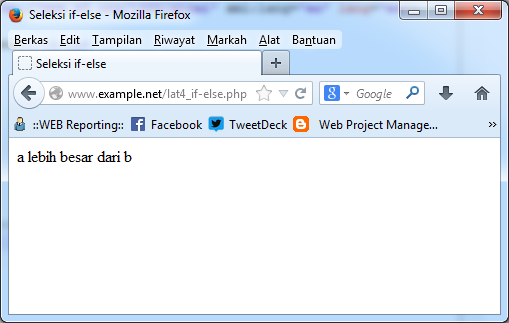 Seleksi if-else - Mozilla Firefox
Berkas Edit Tampilan Riwayat Markah Alat Bantuan
Seleksi if-else
www.example.net/lat4_if-else.php Google
::WEB Reporting:: Facebook TweetDeck Web Project Manage...
a lebih besar dari b